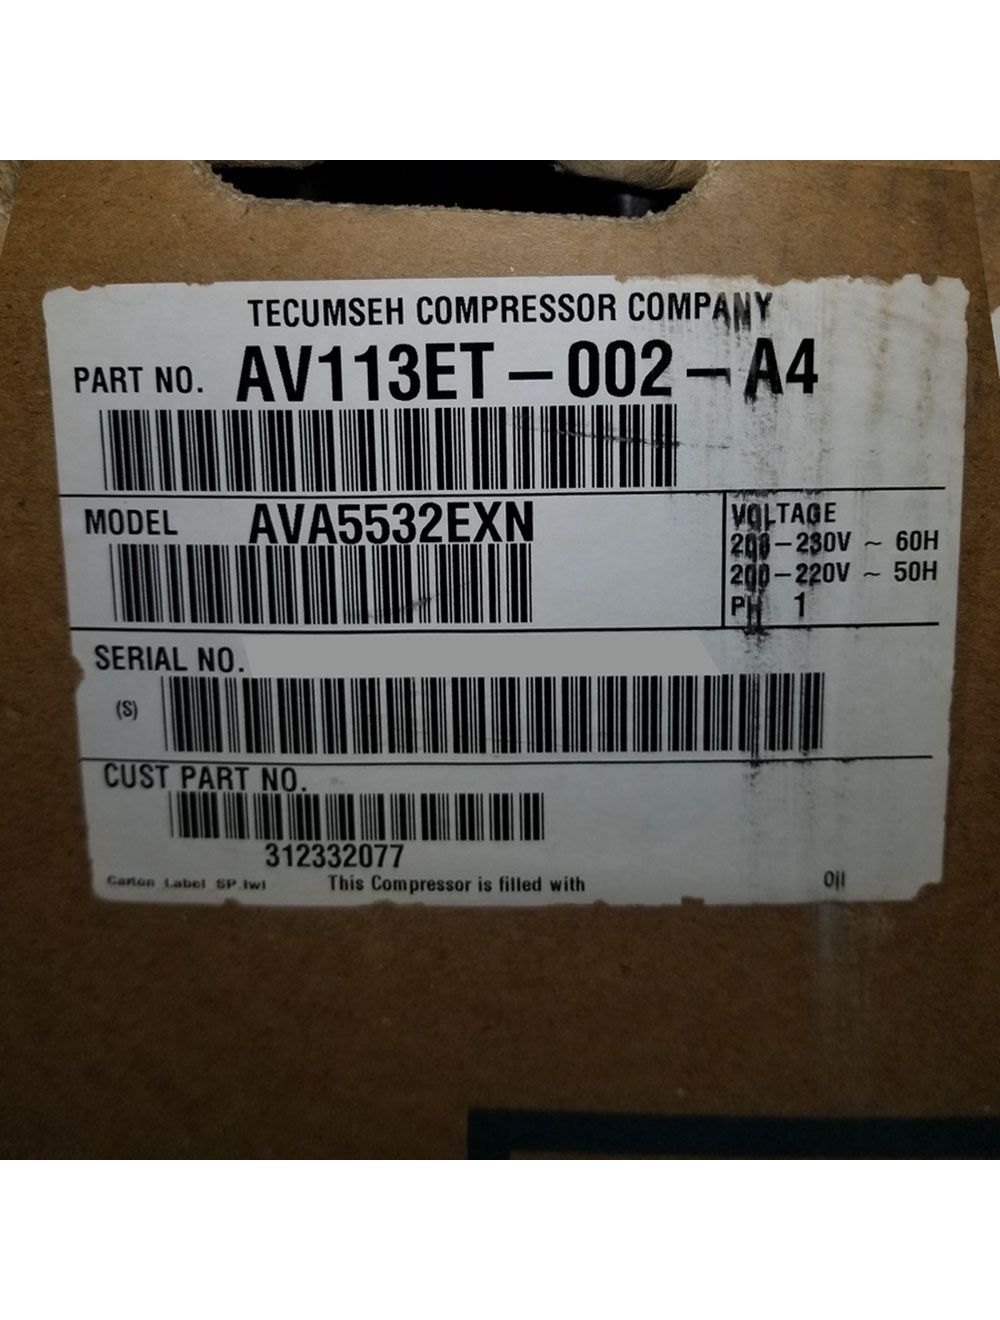 TECUMSEH COMPRESSOR COMPANY
PART NO. AV113ET-002-A4
MODEL AVA5532EXN
VOLTAGE
208-230V ~ 60H
200-220V ~ 50H
PH 1
SERIAL NO.
(S)
CUST PART NO.
312332077
Carton Label SP.lwl This Compressor is filled with Oil